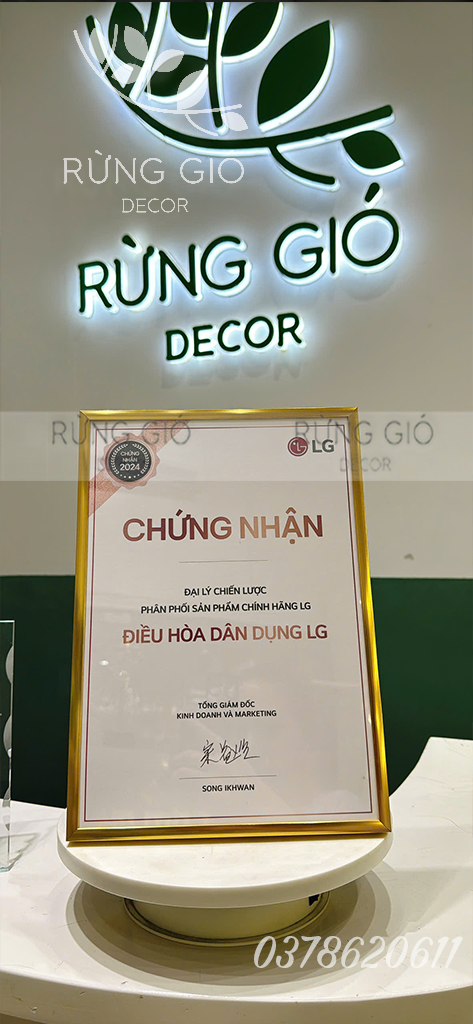 RỪNG GIÓ
DECOR
RỪNG GIÓ
DECOR
RỪNG GIÓ
RỪNG GIÓ
DECOR
CHỨNG
NHẬN
2024
LG
CHỨNG NHẬN
ĐẠI LÝ CHIẾN LƯỢC
PHÂN PHỐI SẢN PHẨM CHÍNH HÃNG LG
ĐIỀU HÒA DÂN DỤNG LG
TỔNG GIÁM ĐỐC
KINH DOANH VÀ MARKETING
SONG IKHWAN
0378620611